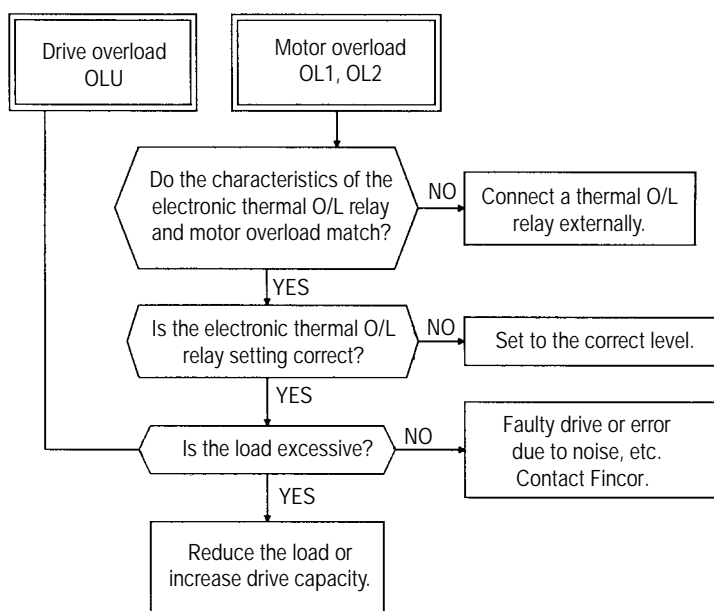 Drive overload
OLU
Motor overload
OL1, OL2
Do the characteristics of the
electronic thermal O/L relay
and motor overload match?
NO
Connect a thermal O/L
relay externally.
YES
Is the electronic thermal O/L
relay setting correct?
NO
Set to the correct level.
YES
Is the load excessive?
NO
Faulty drive or error
due to noise, etc.
Contact Fincor.
YES
Reduce the load or
increase drive capacity.